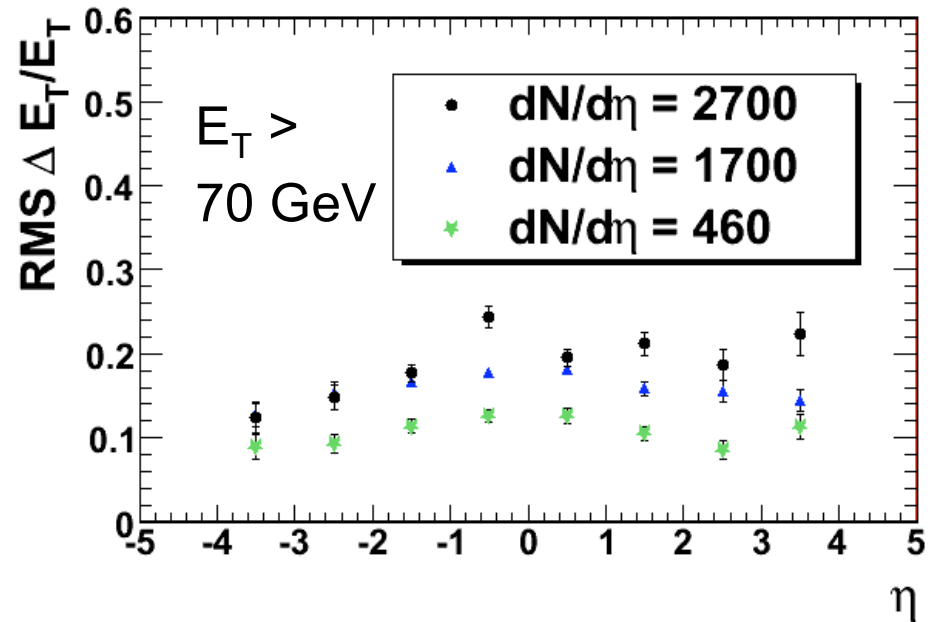 RMS Δ E_T/E_T
0.6
0.5
0.4
0.3
0.2
0.1
0
E_T >
70 GeV
dN/dη = 2700
dN/dη = 1700
dN/dη = 460
-5 -4 -3 -2 -1 0 1 2 3 4 5
η